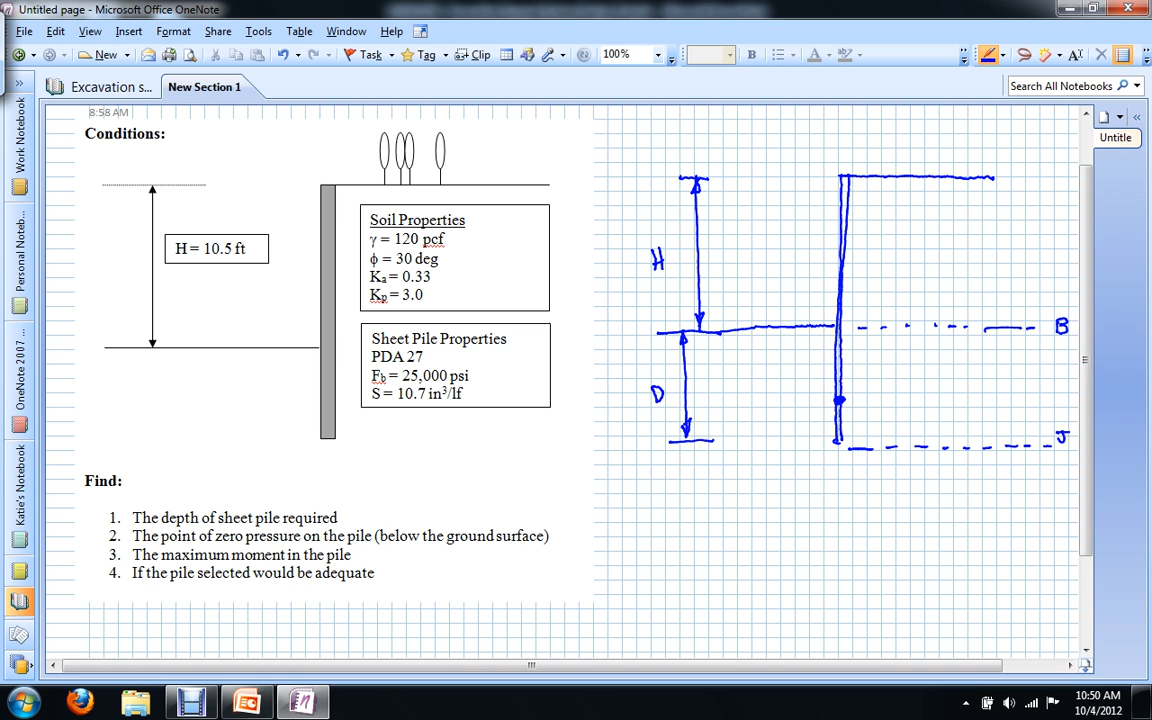 Untitled page - Microsoft Office OneNote
File Edit View Insert Format Share Tools Table Window Help
New Task Tag Clip 100% B A ab A
Excavation s... New Section 1 Search All Notebooks
Untitle
Work Notebook
Personal Noteb...
OneNote 2007 ...
Katie's Noteb...
8:58 AM
Conditions:
H = 10.5 ft
Soil Properties
γ = 120 pcf
ϕ = 30 deg
Ka = 0.33
Kp = 3.0
Sheet Pile Properties
PDA 27
Fb = 25,000 psi
S = 10.7 in³/lf
Find:
1. The depth of sheet pile required
2. The point of zero pressure on the pile (below the ground surface)
3. The maximum moment in the pile
4. If the pile selected would be adequate
H
B
D
J
10:50 AM
10/4/2012